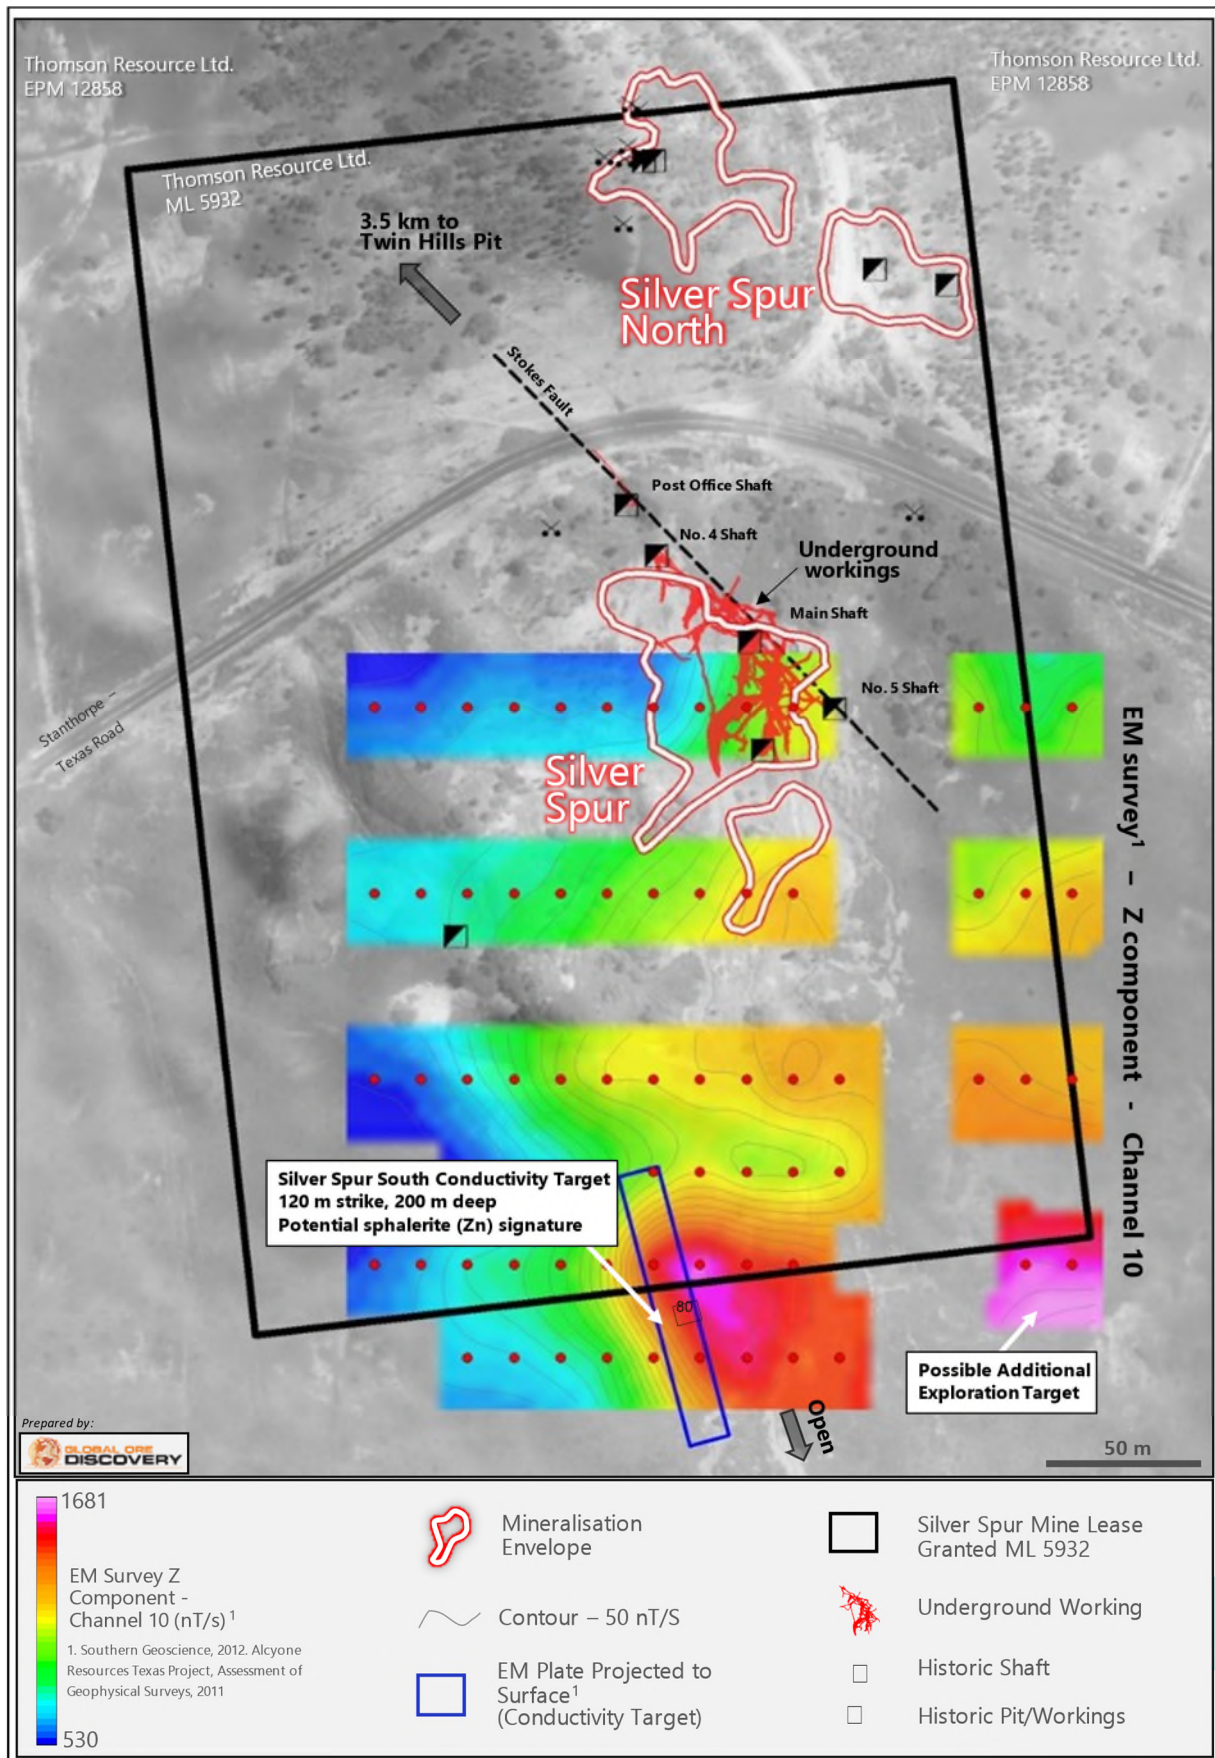 Thomson Resource Ltd.
EPM 12858
Thomson Resource Ltd.
EPM 12858
Thomson Resource Ltd.
ML 5932
3.5 km to
Twin Hills Pit
Silver Spur
North
Stokes Fault
Post Office Shaft
No. 4 Shaft
Underground
workings
Main Shaft
No. 5 Shaft
Stanthorpe –
Texas Road
Silver
Spur
EM survey¹ – Z component - Channel 10
Silver Spur South Conductivity Target
120 m strike, 200 m deep
Potential sphalerite (Zn) signature
80
Possible Additional
Exploration Target
Open
50 m
Prepared by:
GLOBAL ORE
DISCOVERY
1681
EM Survey Z
Component -
Channel 10 (nT/s) ¹
1. Southern Geoscience, 2012. Alcyone
Resources Texas Project, Assessment of
Geophysical Surveys, 2011
530
Mineralisation
Envelope
Contour – 50 nT/S
EM Plate Projected to
Surface¹
(Conductivity Target)
Silver Spur Mine Lease
Granted ML 5932
Underground Working
Historic Shaft
Historic Pit/Workings